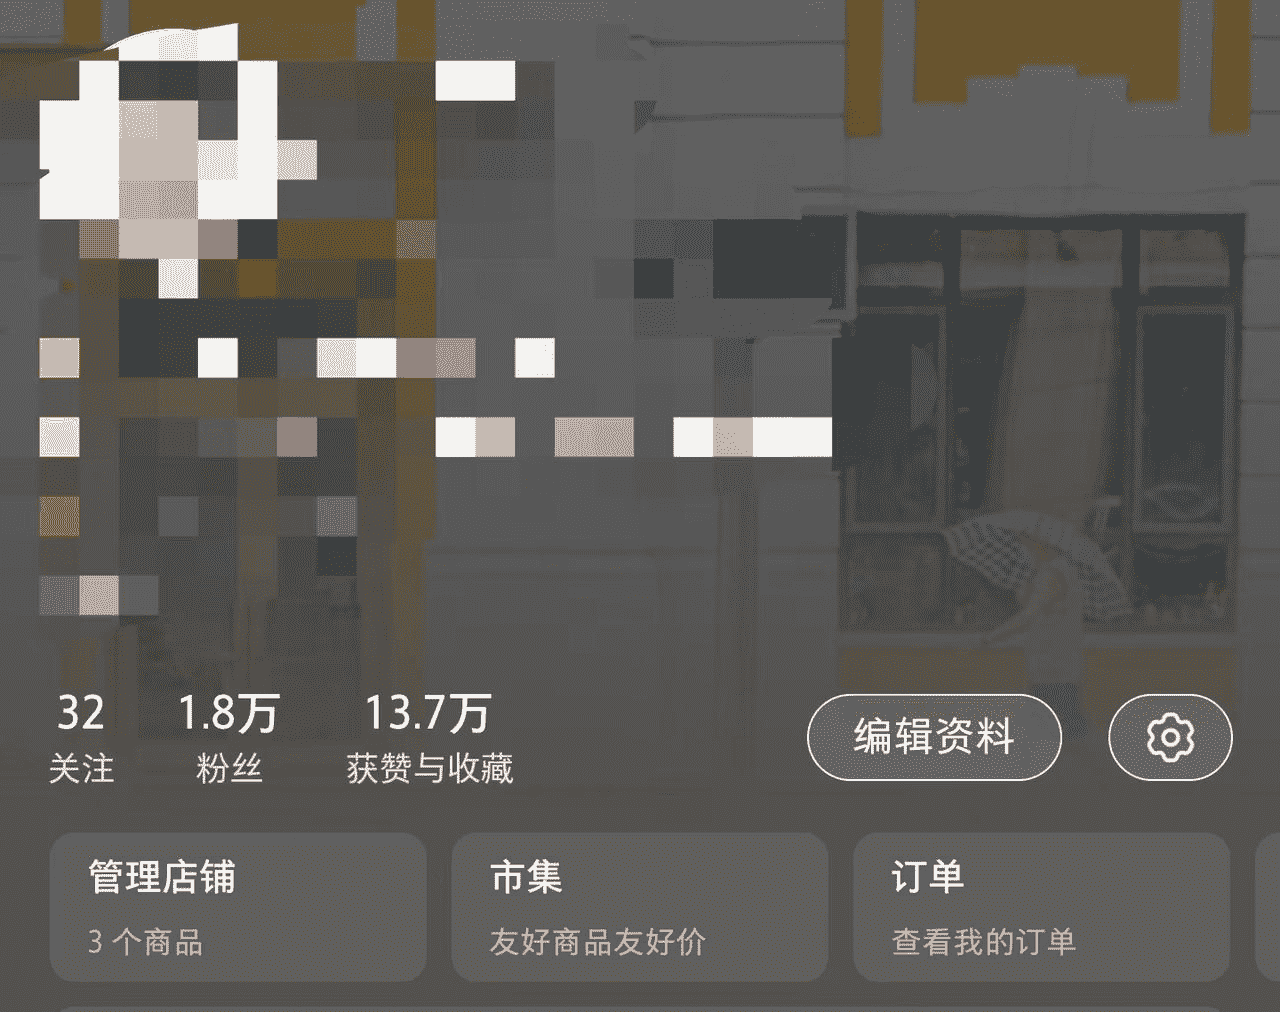 32 1.8万 13.7万
关注 粉丝 获赞与收藏
编辑资料
管理店铺 市集 订单
3 个商品 友好商品友好价 查看我的订单